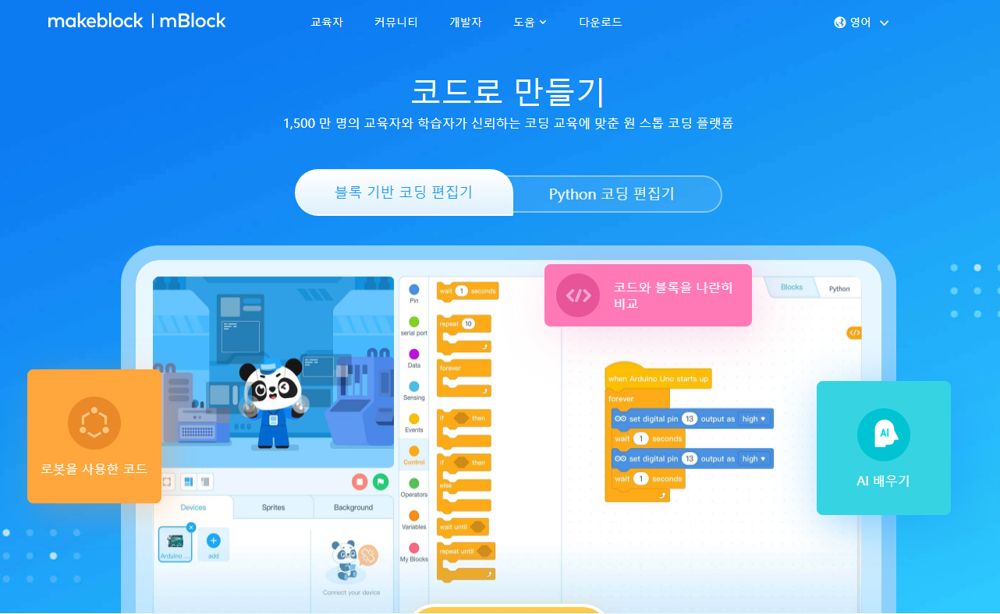 makeblock | mBlock
교육자 커뮤니티 개발자 도움 다운로드 영어
코드로 만들기
1,500 만 명의 교육자와 학습자가 신뢰하는 코딩 교육에 맞춘 원 스톱 코딩 플랫폼
블록 기반 코딩 편집기 Python 코딩 편집기
코드와 블록을 나란히
비교
Blocks Python
로봇을 사용한 코드
AI
AI 배우기
Pin
serial port
Data
Sensing
Events
Control
Operators
Variables
My Blocks
wait 1 seconds
repeat 10
forever
if then
if then
else
wait until
repeat until
when Arduino Uno starts up
forever
set digital pin 13 output as high
wait 1 seconds
set digital pin 13 output as high
wait 1 seconds
Devices Sprites Background
Arduino ...
add
Connect your device